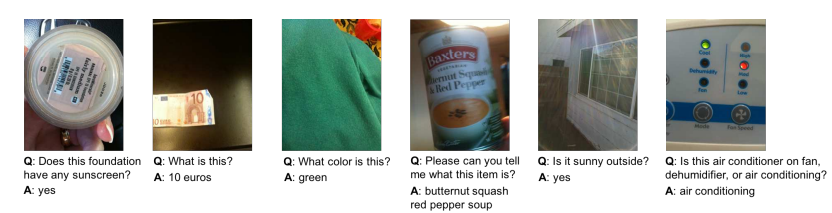 10
10 EURO
Baxters
VEGETARIAN
Butternut Squash
& Red Pepper
Cool
Dehumidify
Fan
High
Med
Low
Mode
Fan Speed
Q: Does this foundation
have any sunscreen?
A: yes
Q: What is this?
A: 10 euros
Q: What color is this?
A: green
Q: Please can you tell
me what this item is?
A: butternut squash
red pepper soup
Q: Is it sunny outside?
A: yes
Q: Is this air conditioner on fan,
dehumidifier, or air conditioning?
A: air conditioning